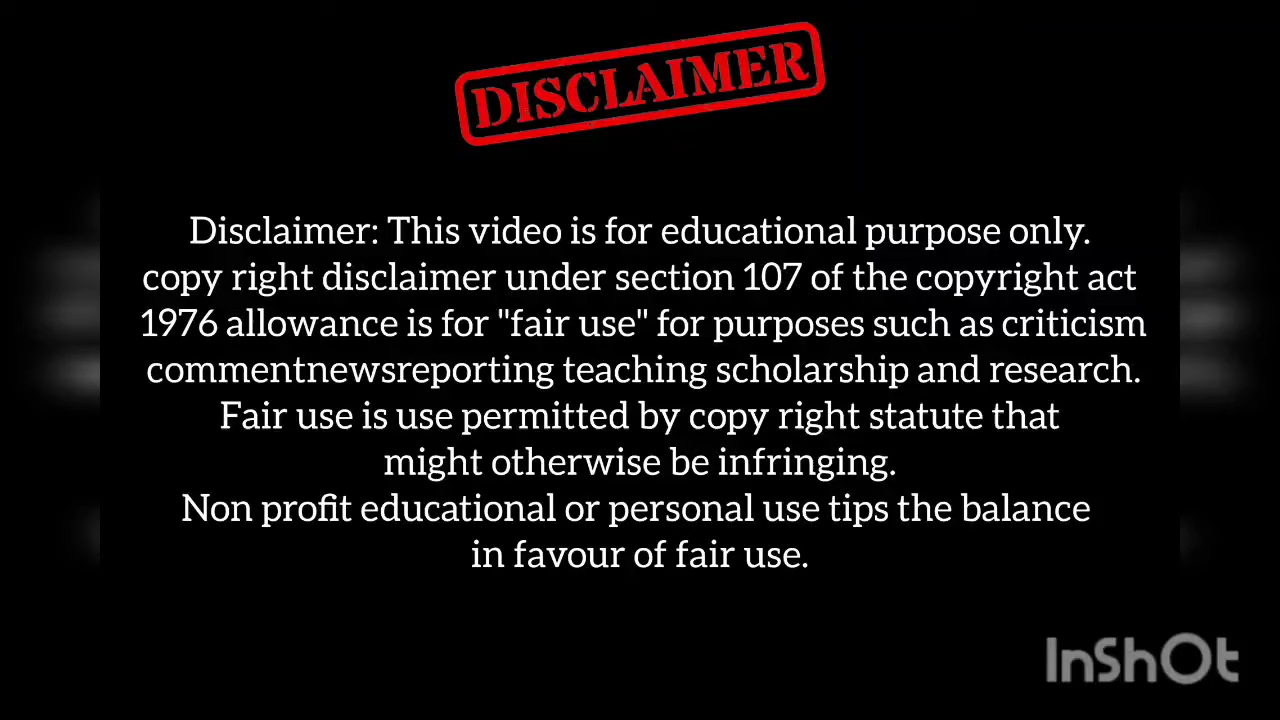 DISCLAIMER
Disclaimer: This video is for educational purpose only.
copy right disclaimer under section 107 of the copyright act
1976 allowance is for "fair use" for purposes such as criticism
commentnewsreporting teaching scholarship and research.
Fair use is use permitted by copy right statute that
might otherwise be infringing.
Non profit educational or personal use tips the balance
in favour of fair use.
InShOt